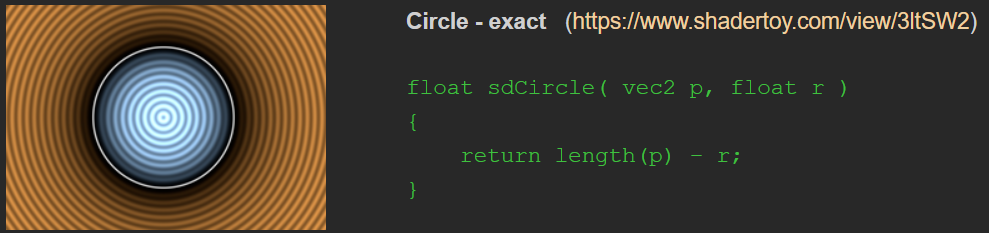 Circle - exact (https://www.shadertoy.com/view/3ltSW2)
float sdCircle( vec2 p, float r )
{
    return length(p) - r;
}